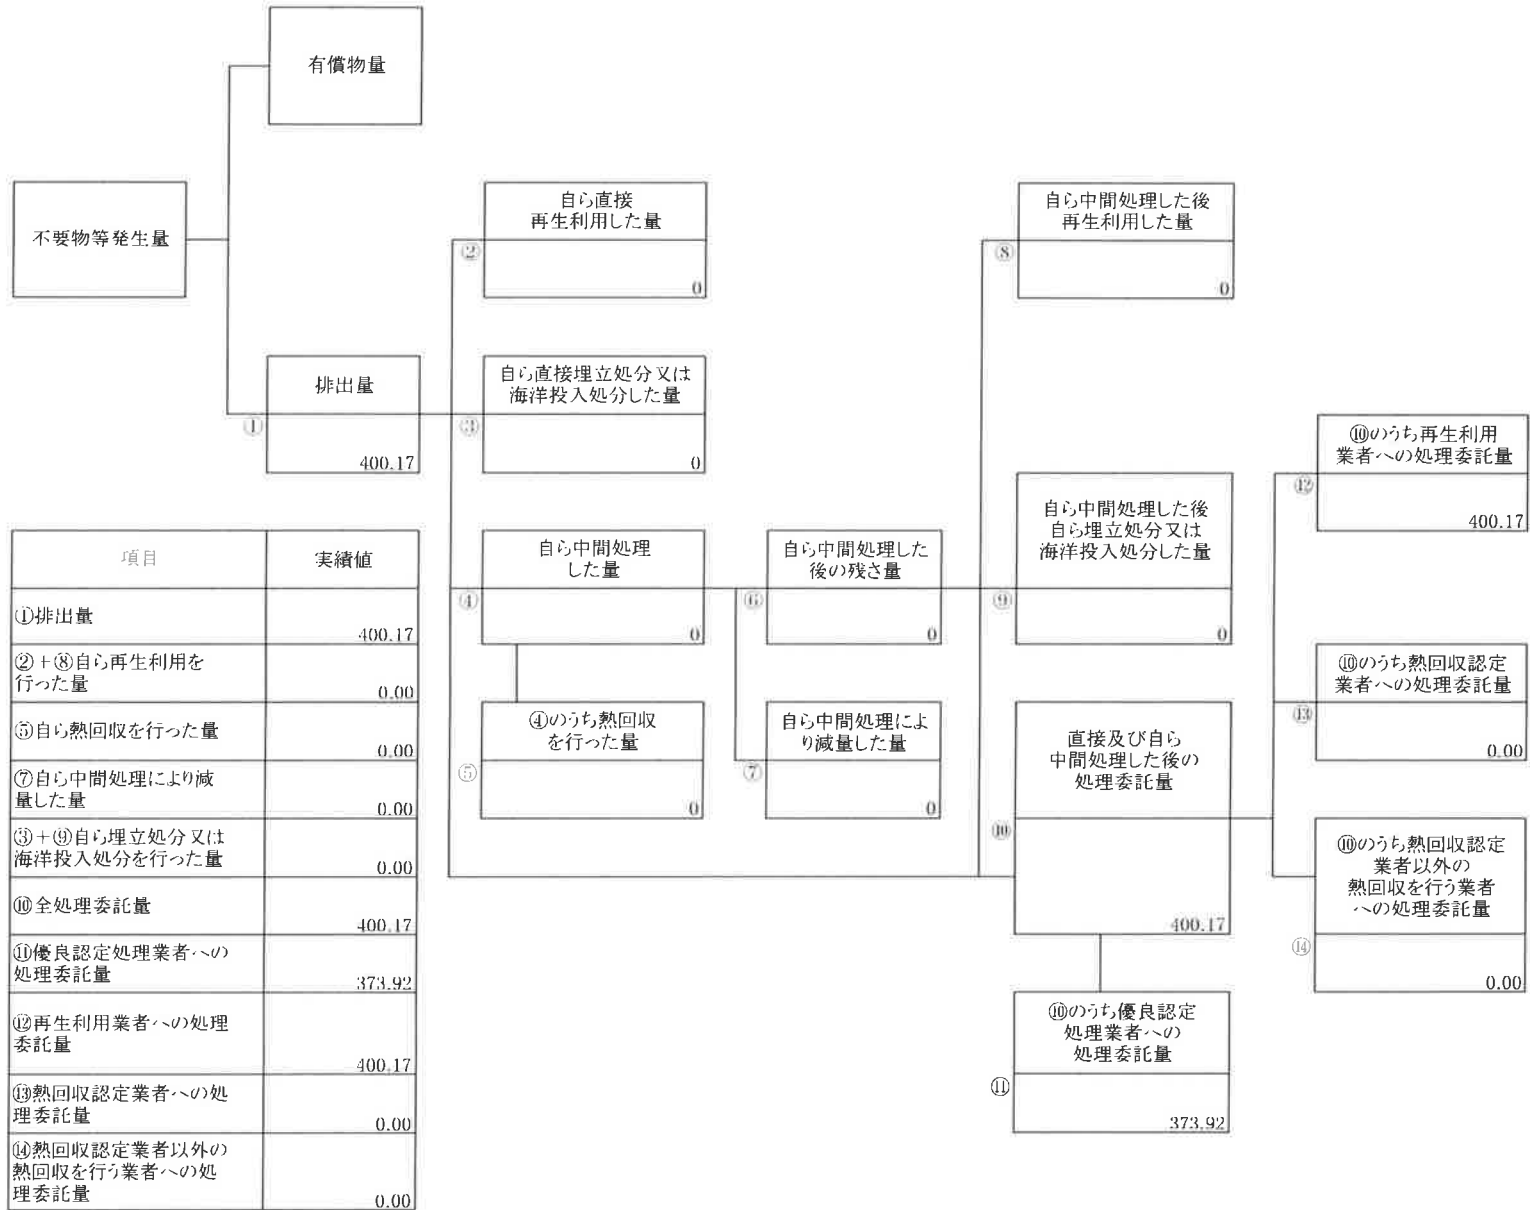 有償物量
不要物等発生量
排出量
①
400.17
自ら直接
再生利用した量
②
0
自ら直接埋立処分又は
海洋投入処分した量
③
0
自ら中間処理
した量
④
0
④のうち熱回収
を行った量
⑤
0
自ら中間処理した
後の残さ量
⑥
0
自ら中間処理によ
り減量した量
⑦
0
自ら中間処理した後
再生利用した量
⑧
0
自ら中間処理した後
自ら埋立処分又は
海洋投入処分した量
⑨
0
直接及び自ら
中間処理した後の
処理委託量
⑩
400.17
⑩のうち優良認定
処理業者への
処理委託量
⑪
373.92
⑩のうち再生利用
業者への処理委託量
⑫
400.17
⑩のうち熱回収認定
業者への処理委託量
⑬
0.00
⑩のうち熱回収認定
業者以外の
熱回収を行う業者
への処理委託量
⑭
0.00
項目 実績値
①排出量
400.17
②+⑧自ら再生利用を
行った量
0.00
⑤自ら熱回収を行った量
0.00
⑦自ら中間処理により減
量した量
0.00
③+⑨自ら埋立処分又は
海洋投入処分を行った量
0.00
⑩全処理委託量
400.17
⑪優良認定処理業者への
処理委託量
373.92
⑫再生利用業者への処理
委託量
400.17
⑬熱回収認定業者への処
理委託量
0.00
⑭熱回収認定業者以外の
熱回収を行う業者への処
理委託量
0.00